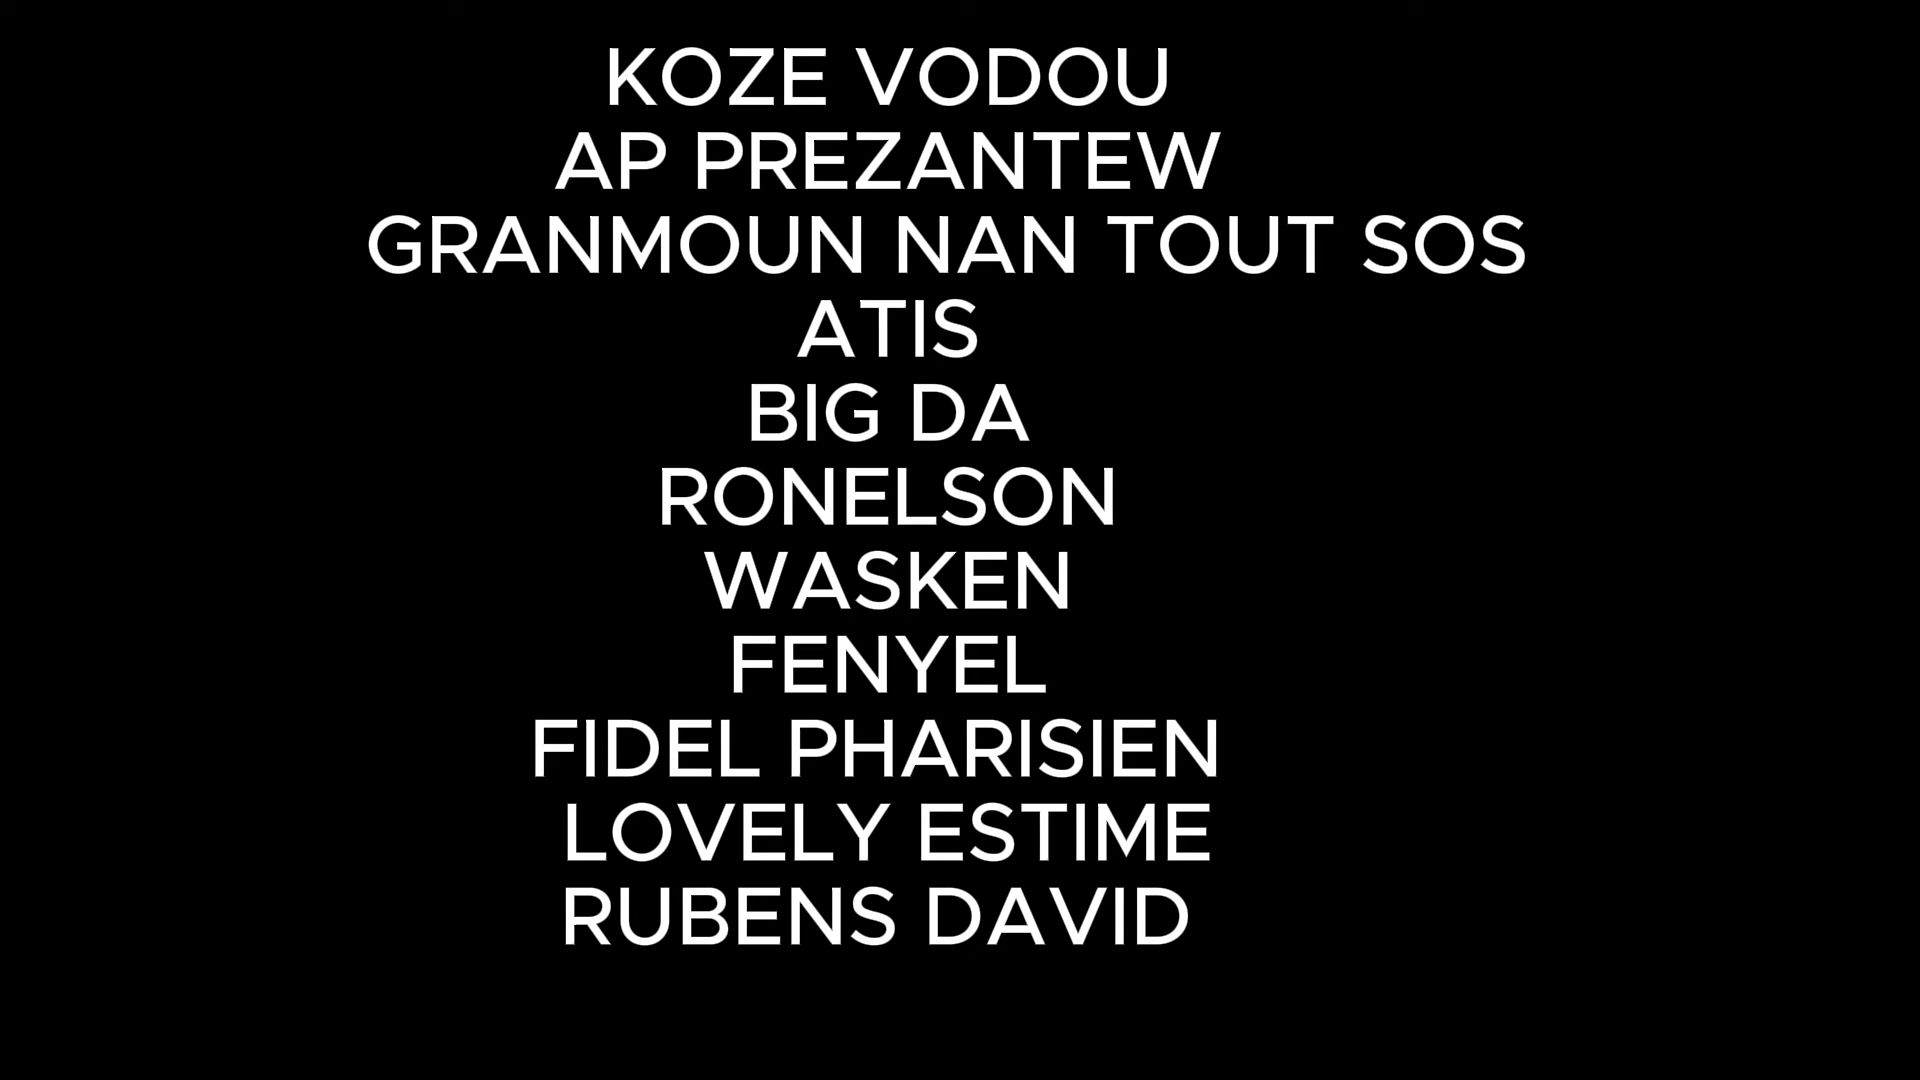 KOZE VODOU
AP PREZANTEW
GRANMOUN NAN TOUT SOS
ATIS
BIG DA
RONELSON
WASKEN
FENYEL
FIDEL PHARISIEN
LOVELY ESTIME
RUBENS DAVID